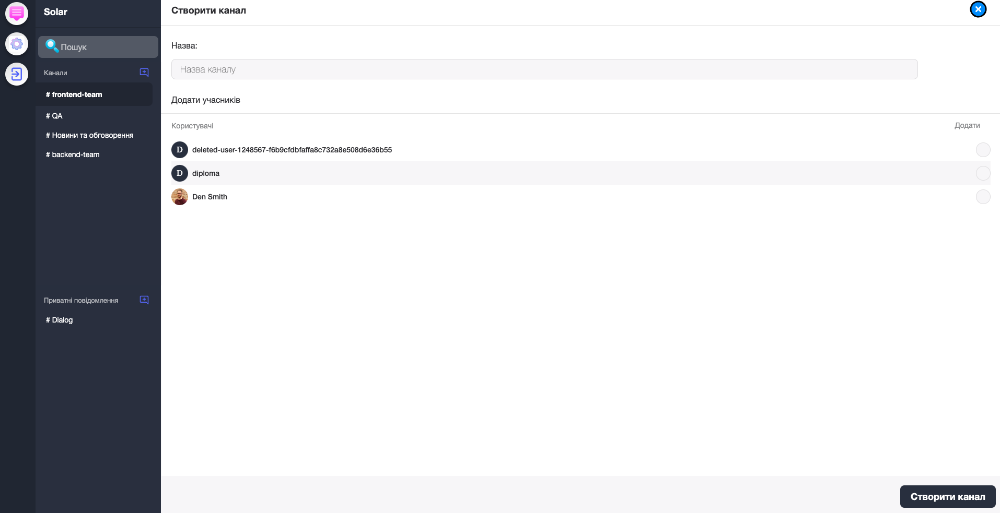 Solar
Пошук
Канали
# frontend-team
# QA
# Новини та обговорення
# backend-team
Приватні повідомлення
# Dialog
Створити канал
Назва:
Назва каналу
Додати учасників
Користувачі
Додати
D
deleted-user-1248567-f6b9cfdbfaffa8c732a8e508d6e36b55
D
diploma
Den Smith
Створити канал